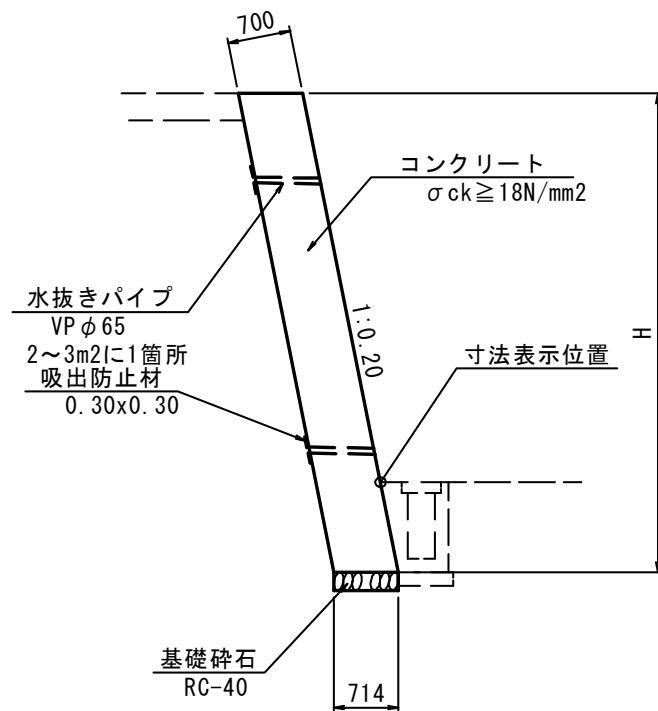 700
コンクリート
σck≧18N/mm2
水抜きパイプ
VPφ65
2～3m2に1箇所
吸出防止材
0.30x0.30
1:0.20
H
寸法表示位置
基礎砕石
RC-40
714